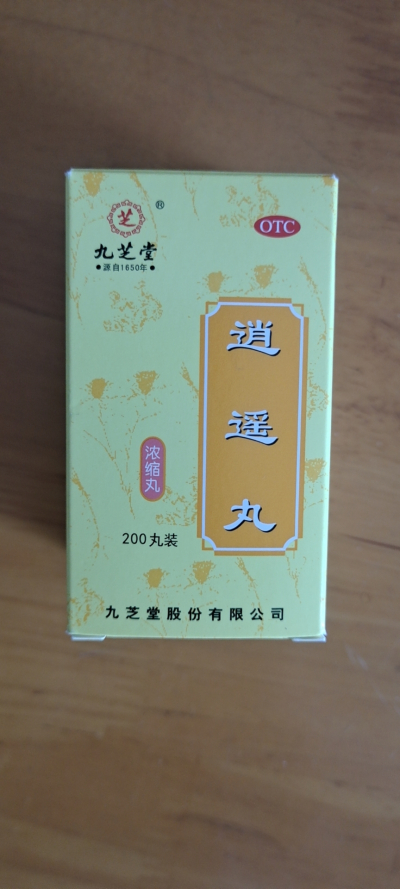 芝
®
九芝堂
●源自1650年●
OTC
逍遥丸
浓缩丸
200丸装
九芝堂股份有限公司